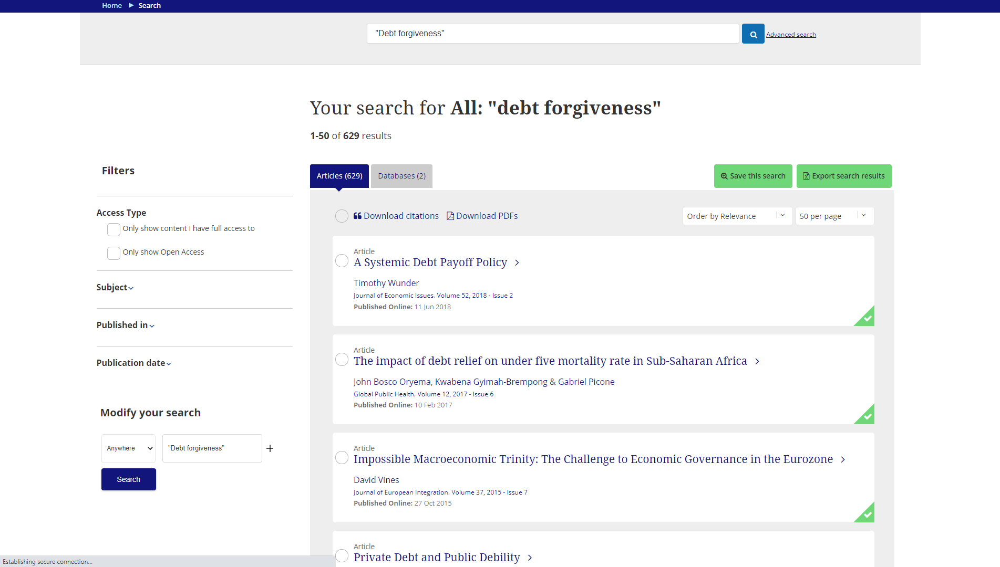 Home ▶ Search
"Debt forgiveness"
Advanced search
Your search for All: "debt forgiveness"
1-50 of 629 results
Filters
Access Type
Only show content I have full access to
Only show Open Access
Subject
Published in
Publication date
Modify your search
Anywhere
"Debt forgiveness"
+
Search
Articles (629)
Databases (2)
Save this search
Export search results
Download citations
Download PDFs
Order by Relevance
50 per page
Article
A Systemic Debt Payoff Policy
Timothy Wunder
Journal of Economic Issues, Volume 52, 2018 - Issue 2
Published Online: 11 Jun 2018
Article
The impact of debt relief on under five mortality rate in Sub-Saharan Africa
John Bosco Oryema, Kwabena Gyimah-Brempong & Gabriel Picone
Global Public Health, Volume 12, 2017 - Issue 6
Published Online: 10 Feb 2017
Article
Impossible Macroeconomic Trinity: The Challenge to Economic Governance in the Eurozone
David Vines
Journal of European Integration, Volume 37, 2015 - Issue 7
Published Online: 27 Oct 2015
Article
Private Debt and Public Debility
Establishing secure connection...